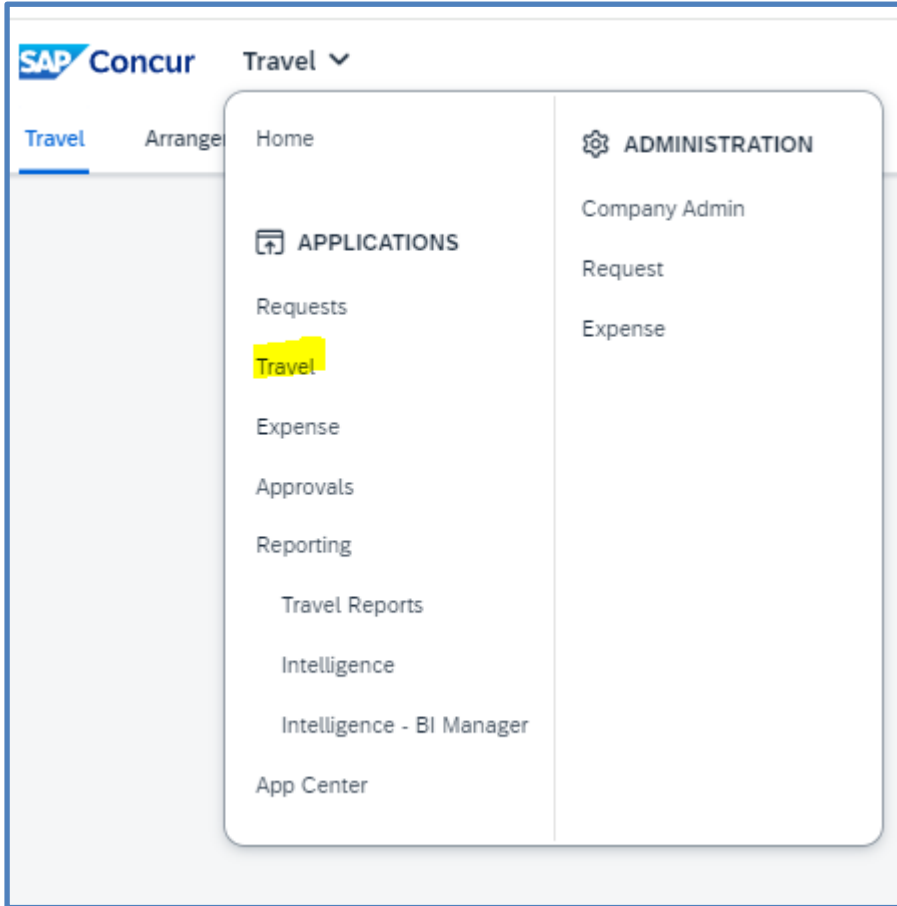 SAP Concur Travel
Travel Arrange
Home
APPLICATIONS
Requests
Travel
Expense
Approvals
Reporting
Travel Reports
Intelligence
Intelligence - BI Manager
App Center
ADMINISTRATION
Company Admin
Request
Expense